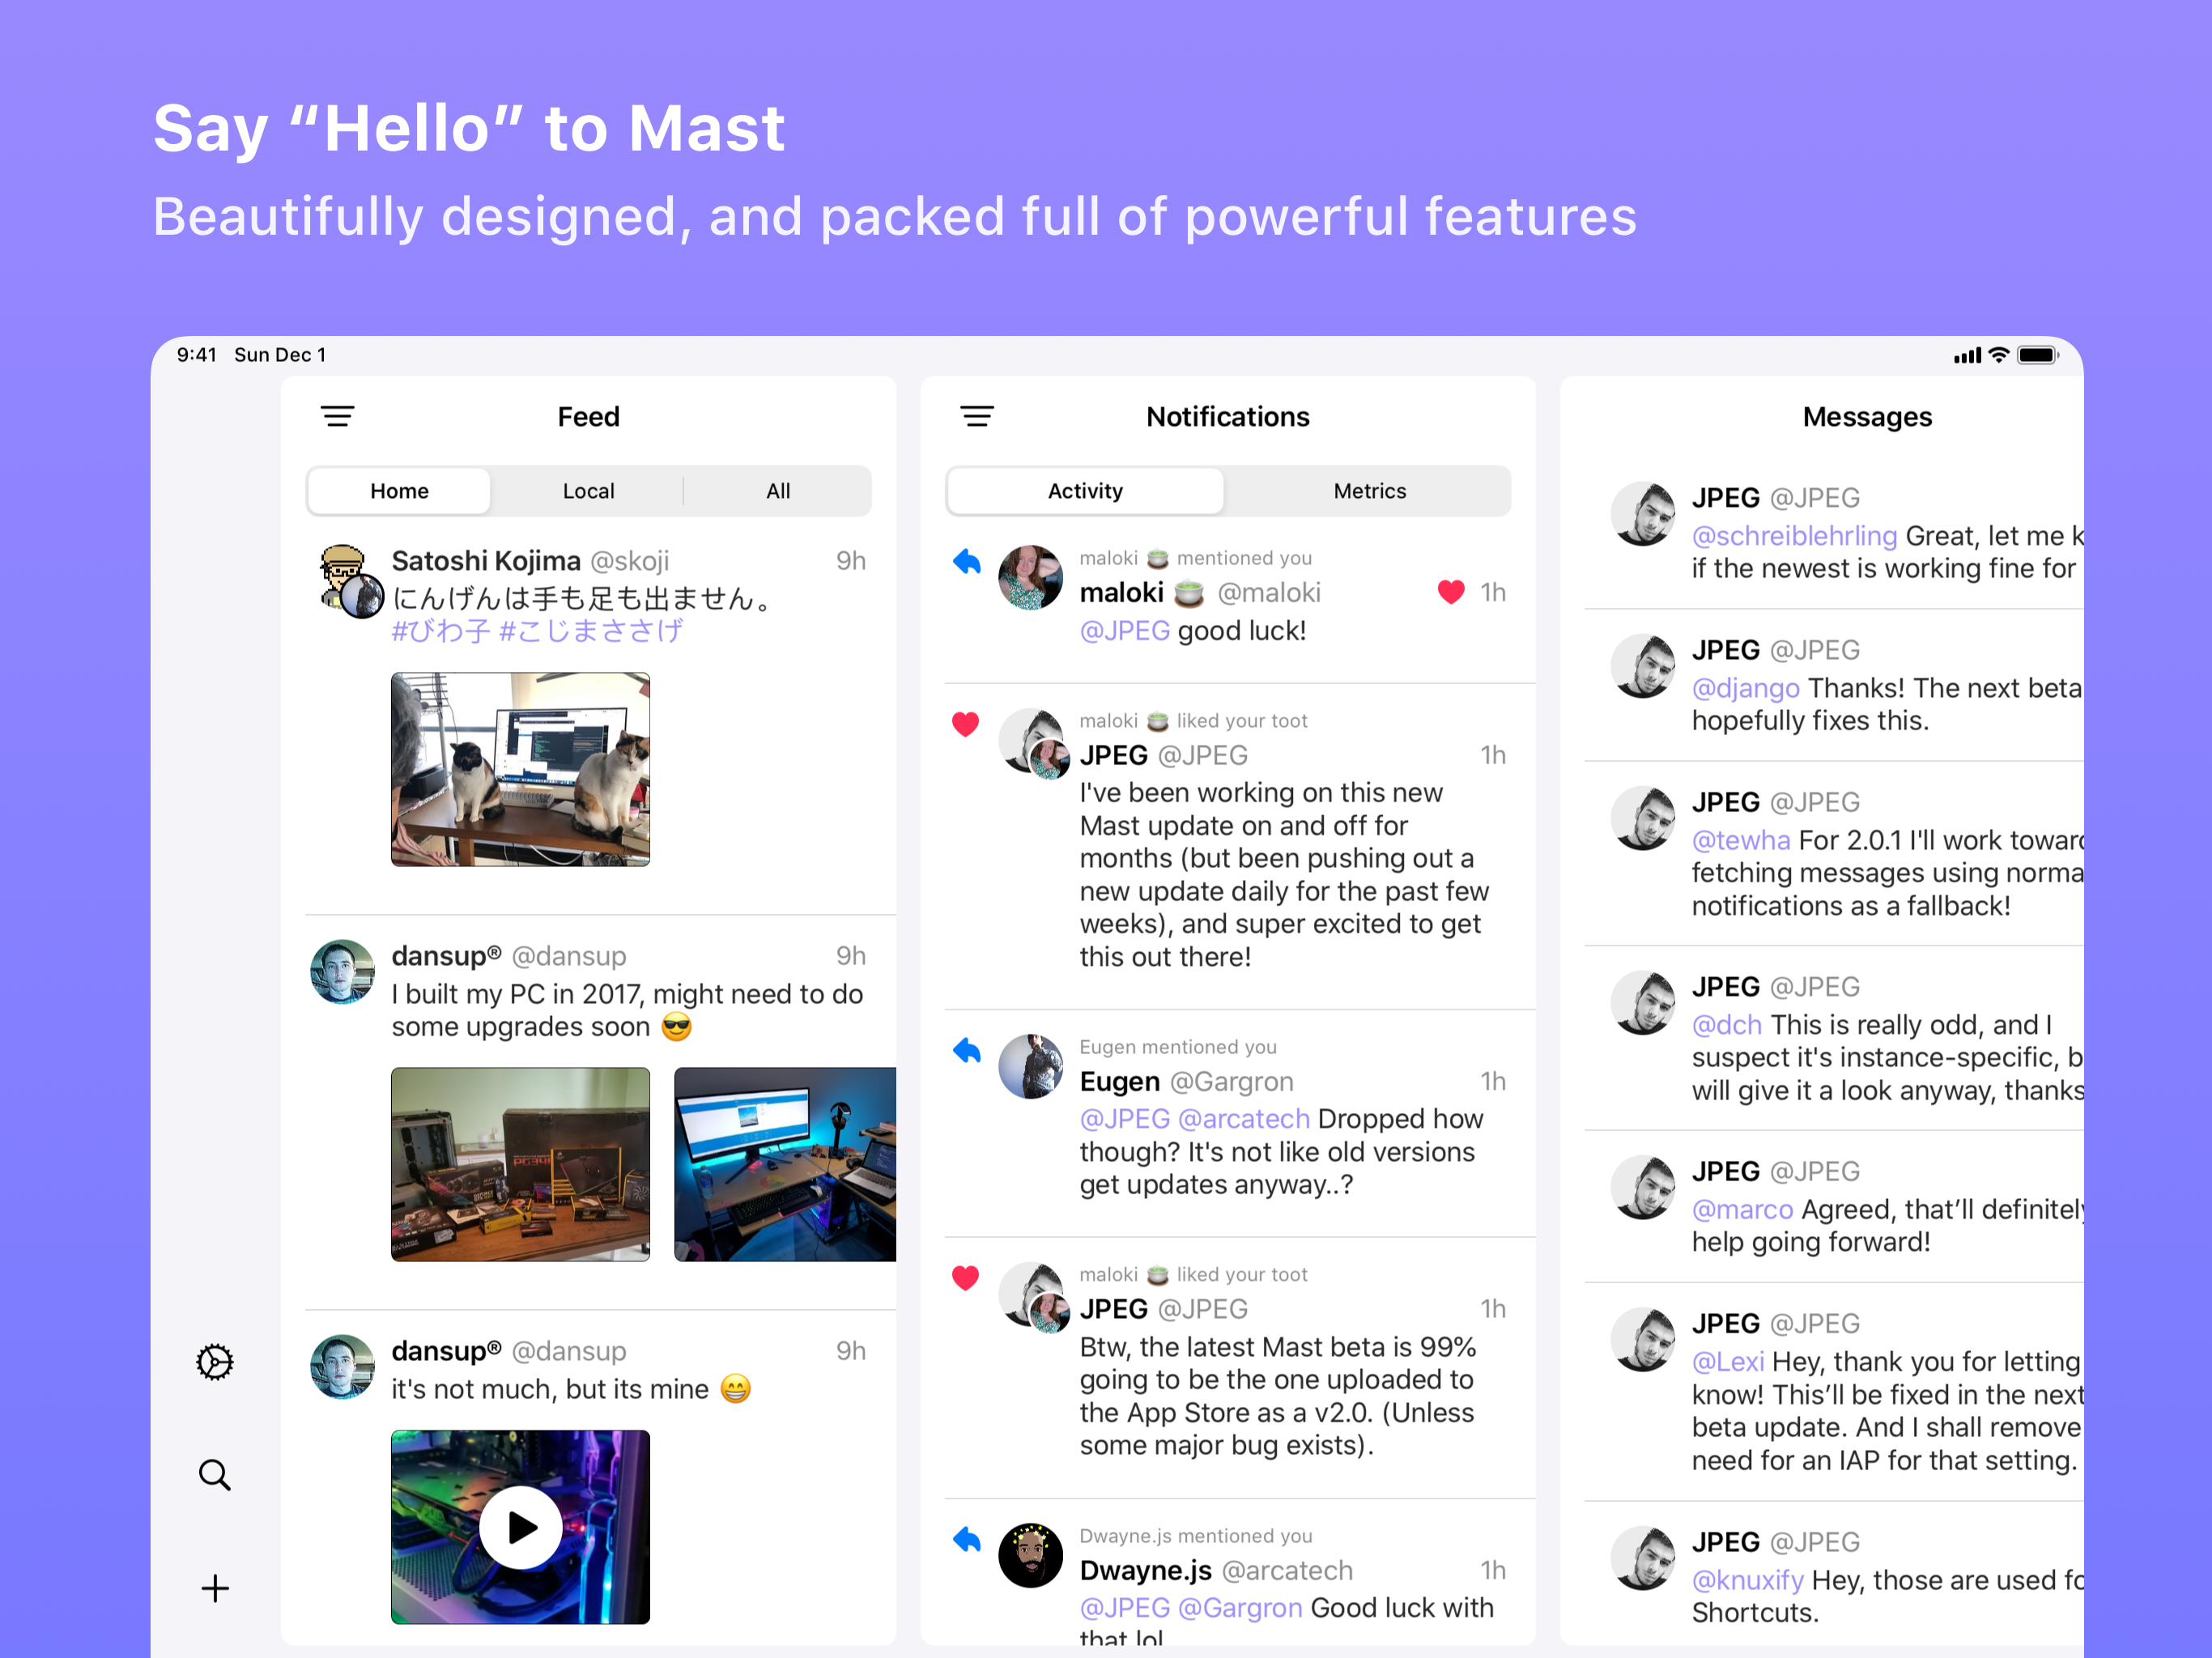 Say “Hello” to Mast
Beautifully designed, and packed full of powerful features
9:41 Sun Dec 1
Feed
Home Local All
Satoshi Kojima @skoji 9h
にんげんは手も足も出ません。
#びわ子 #こじまささげ
dansup® @dansup 9h
I built my PC in 2017, might need to do
some upgrades soon 😎
dansup® @dansup 9h
it's not much, but its mine 😁
Notifications
Activity Metrics
maloki 🍵 mentioned you
maloki 🍵 @maloki 1h
@JPEG good luck!
maloki 🍵 liked your toot
JPEG @JPEG 1h
I've been working on this new
Mast update on and off for
months (but been pushing out a
new update daily for the past few
weeks), and super excited to get
this out there!
Eugen mentioned you
Eugen @Gargron 1h
@JPEG @arcatech Dropped how
though? It's not like old versions
get updates anyway..?
maloki 🍵 liked your toot
JPEG @JPEG 1h
Btw, the latest Mast beta is 99%
going to be the one uploaded to
the App Store as a v2.0. (Unless
some major bug exists).
Dwayne.js mentioned you
Dwayne.js @arcatech 1h
@JPEG @Gargron Good luck with
that lol
Messages
JPEG @JPEG
@schreiblehrling Great, let me k
if the newest is working fine for
JPEG @JPEG
@django Thanks! The next beta
hopefully fixes this.
JPEG @JPEG
@tewha For 2.0.1 I'll work toward
fetching messages using norma
notifications as a fallback!
JPEG @JPEG
@dch This is really odd, and I
suspect it's instance-specific, b
will give it a look anyway, thanks
JPEG @JPEG
@marco Agreed, that’ll definitely
help going forward!
JPEG @JPEG
@Lexi Hey, thank you for letting
know! This’ll be fixed in the next
beta update. And I shall remove
need for an IAP for that setting.
JPEG @JPEG
@knuxify Hey, those are used fo
Shortcuts.